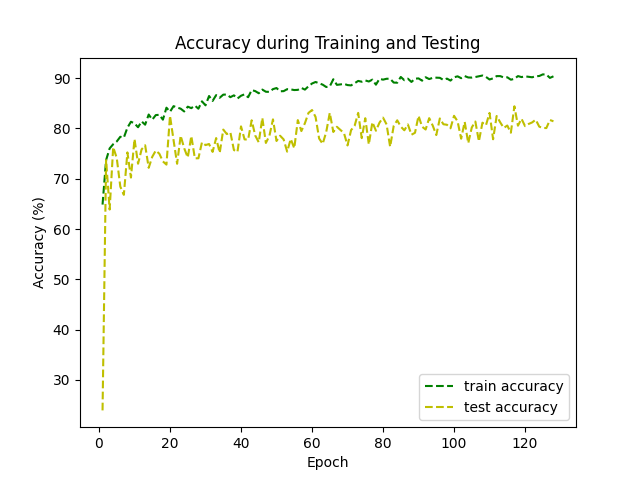 Accuracy during Training and Testing
Accuracy (%)
90
80
70
60
50
40
30
0 20 40 60 80 100 120
Epoch
train accuracy
test accuracy